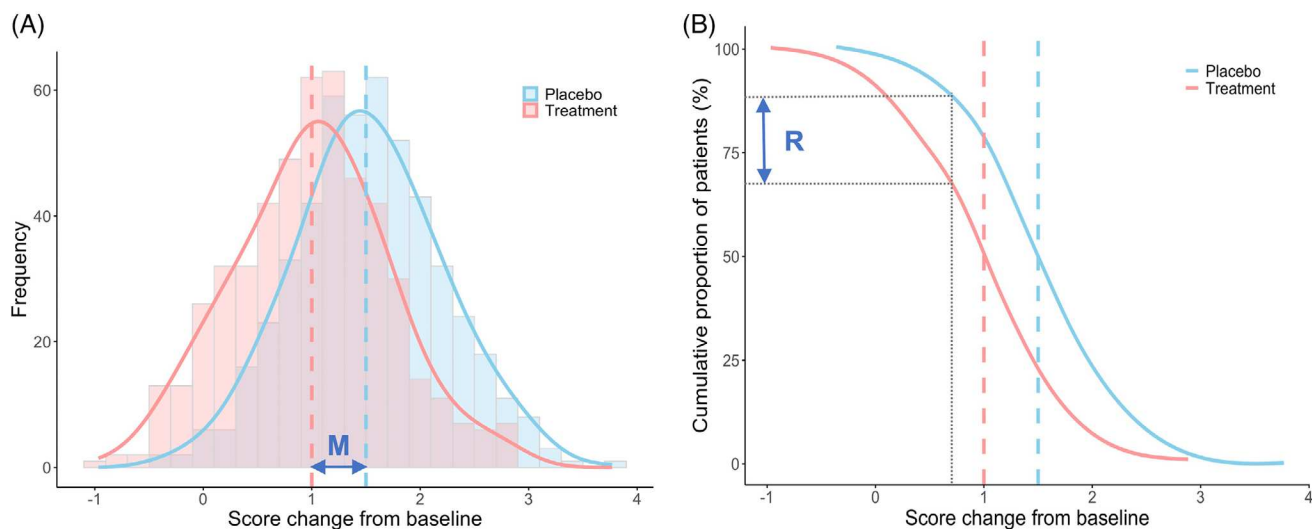 (A)
Frequency
60
40
20
0
Placebo
Treatment
M
-1 0 1 2 3 4
Score change from baseline
(B)
Cumulative proportion of patients (%)
100
75
50
25
0
Placebo
Treatment
R
-1 0 1 2 3 4
Score change from baseline